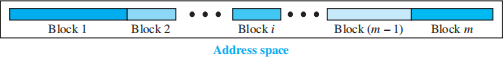 Block 1 Block 2 • • • Block i • • • Block (m − 1) Block m
Address space